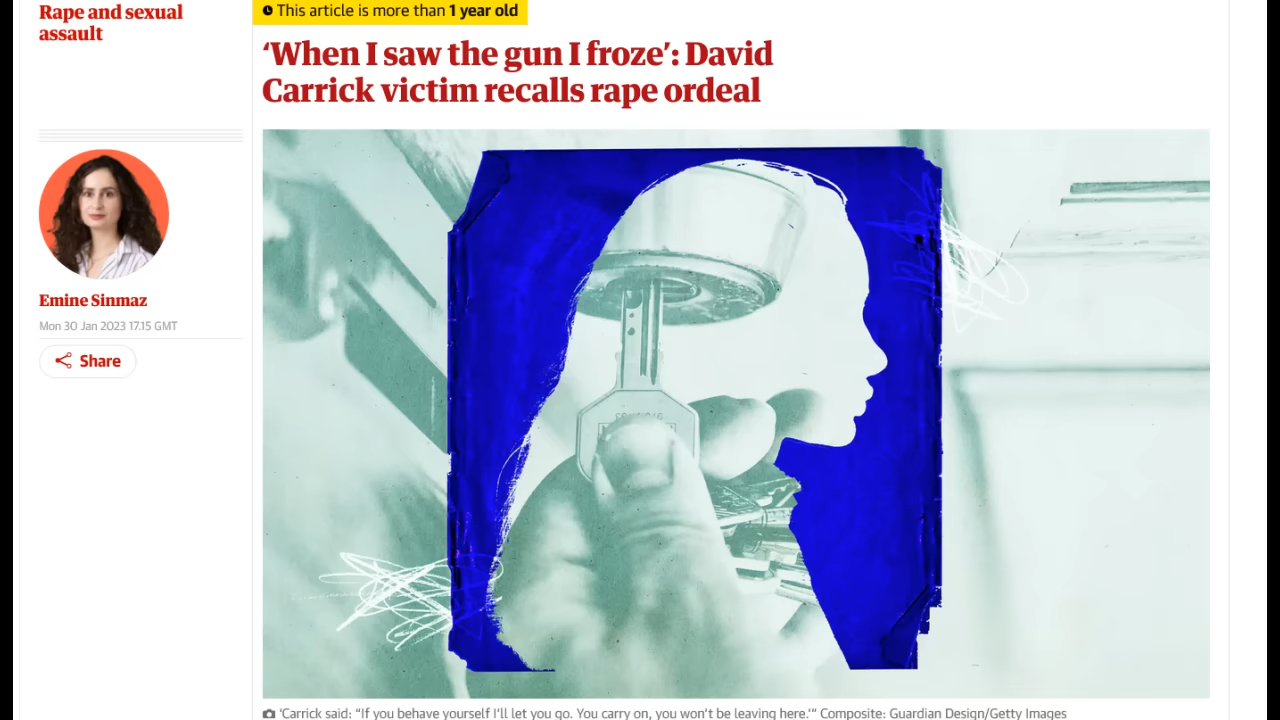 Rape and sexual
assault
This article is more than 1 year old
‘When I saw the gun I froze’: David
Carrick victim recalls rape ordeal
Emine Sinmaz
Mon 30 Jan 2023 17.15 GMT
Share
‘Carrick said: “If you behave yourself I’ll let you go. You carry on, you won’t be leaving here.’” Composite: Guardian Design/Getty Images